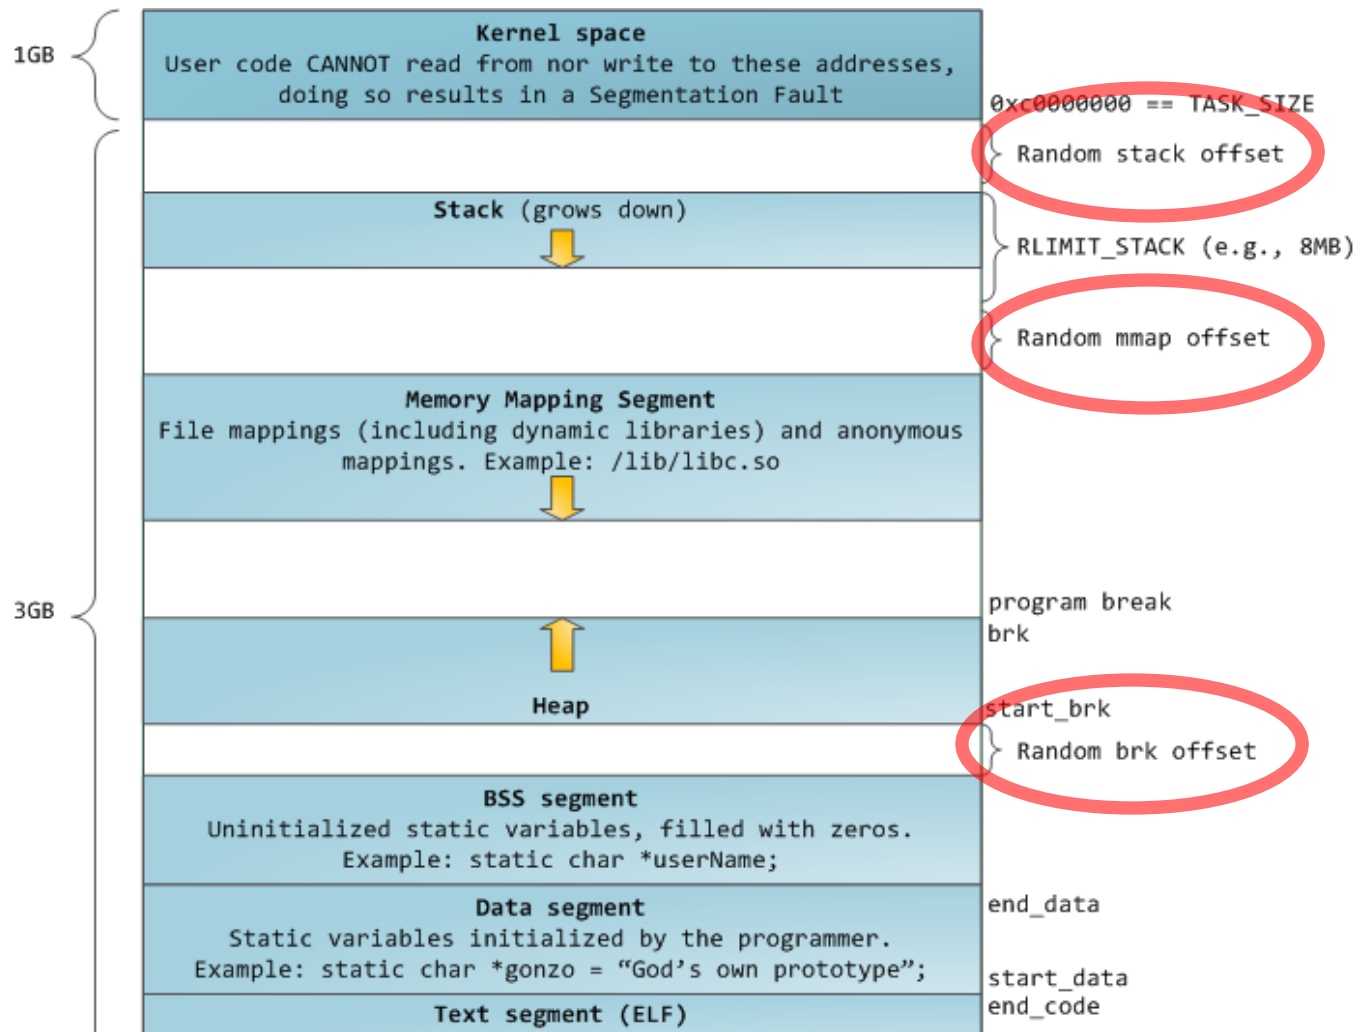 1GB
Kernel space
User code CANNOT read from nor write to these addresses,
doing so results in a Segmentation Fault
0xc0000000 == TASK_SIZE
Random stack offset
Stack (grows down)
RLIMIT_STACK (e.g., 8MB)
Random mmap offset
Memory Mapping Segment
File mappings (including dynamic libraries) and anonymous
mappings. Example: /lib/libc.so
3GB
program break
brk
Heap
start_brk
Random brk offset
BSS segment
Uninitialized static variables, filled with zeros.
Example: static char *userName;
Data segment
Static variables initialized by the programmer.
Example: static char *gonzo = “God’s own prototype”;
end_data
start_data
end_code
Text segment (ELF)